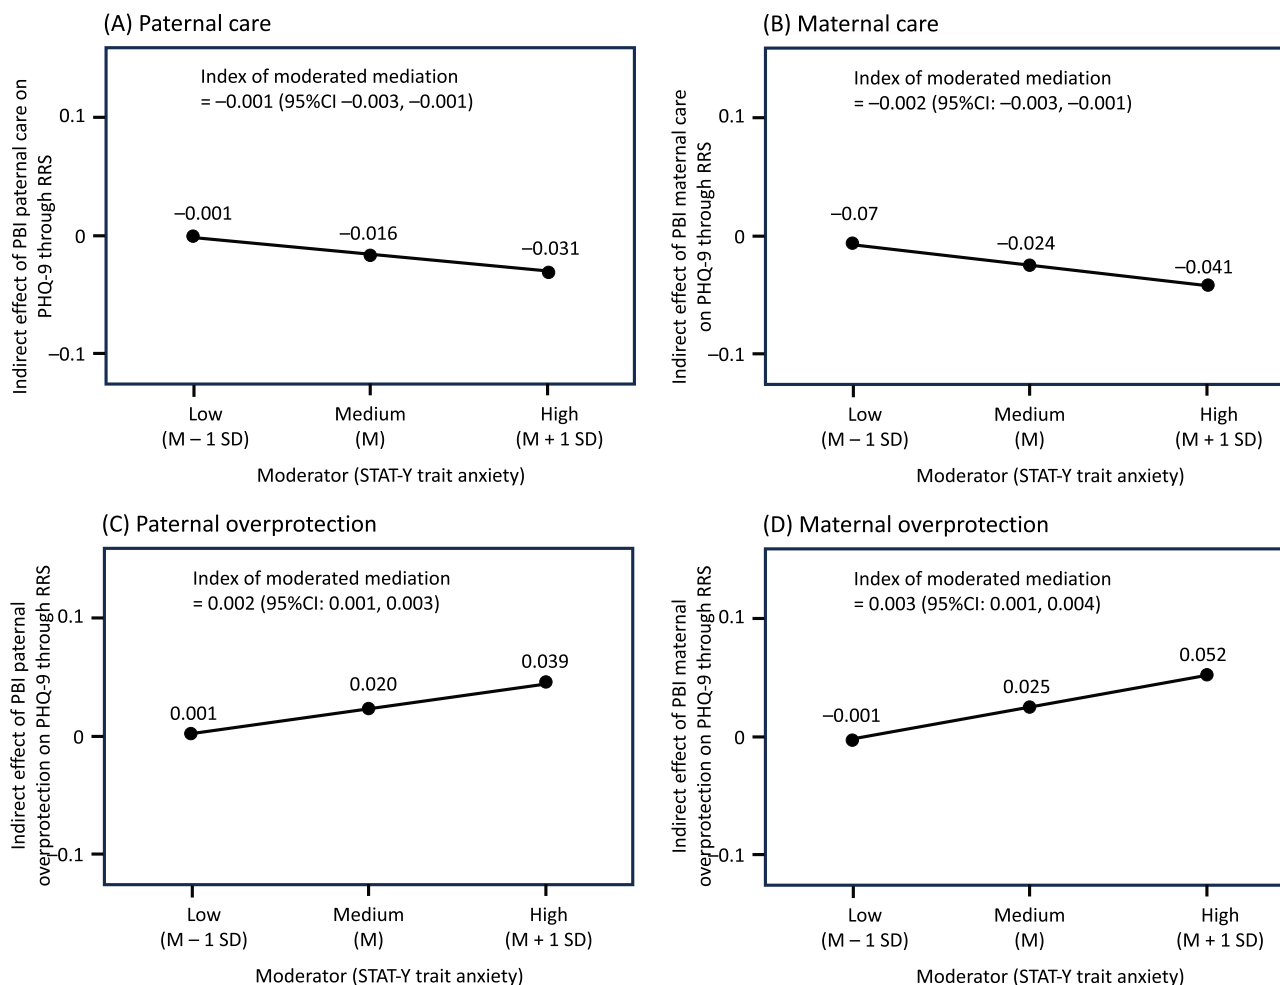 (A) Paternal care
Indirect effect of PBI paternal care on
PHQ-9 through RRS
Index of moderated mediation
= –0.001 (95%CI –0.003, –0.001)
0.1
0
–0.1
–0.001
–0.016
–0.031
Low
(M – 1 SD)
Medium
(M)
High
(M + 1 SD)
Moderator (STAT-Y trait anxiety)
(B) Maternal care
Indirect effect of PBI maternal care
on PHQ-9 through RRS
Index of moderated mediation
= –0.002 (95%CI: –0.003, –0.001)
0.1
0
–0.1
–0.07
–0.024
–0.041
Low
(M – 1 SD)
Medium
(M)
High
(M + 1 SD)
Moderator (STAT-Y trait anxiety)
(C) Paternal overprotection
Indirect effect of PBI paternal
overprotection on PHQ-9 through RRS
Index of moderated mediation
= 0.002 (95%CI: 0.001, 0.003)
0.1
0
–0.1
0.001
0.020
0.039
Low
(M – 1 SD)
Medium
(M)
High
(M + 1 SD)
Moderator (STAT-Y trait anxiety)
(D) Maternal overprotection
Indirect effect of PBI maternal
overprotection on PHQ-9 through RRS
Index of moderated mediation
= 0.003 (95%CI: 0.001, 0.004)
0.1
0
–0.1
–0.001
0.025
0.052
Low
(M – 1 SD)
Medium
(M)
High
(M + 1 SD)
Moderator (STAT-Y trait anxiety)